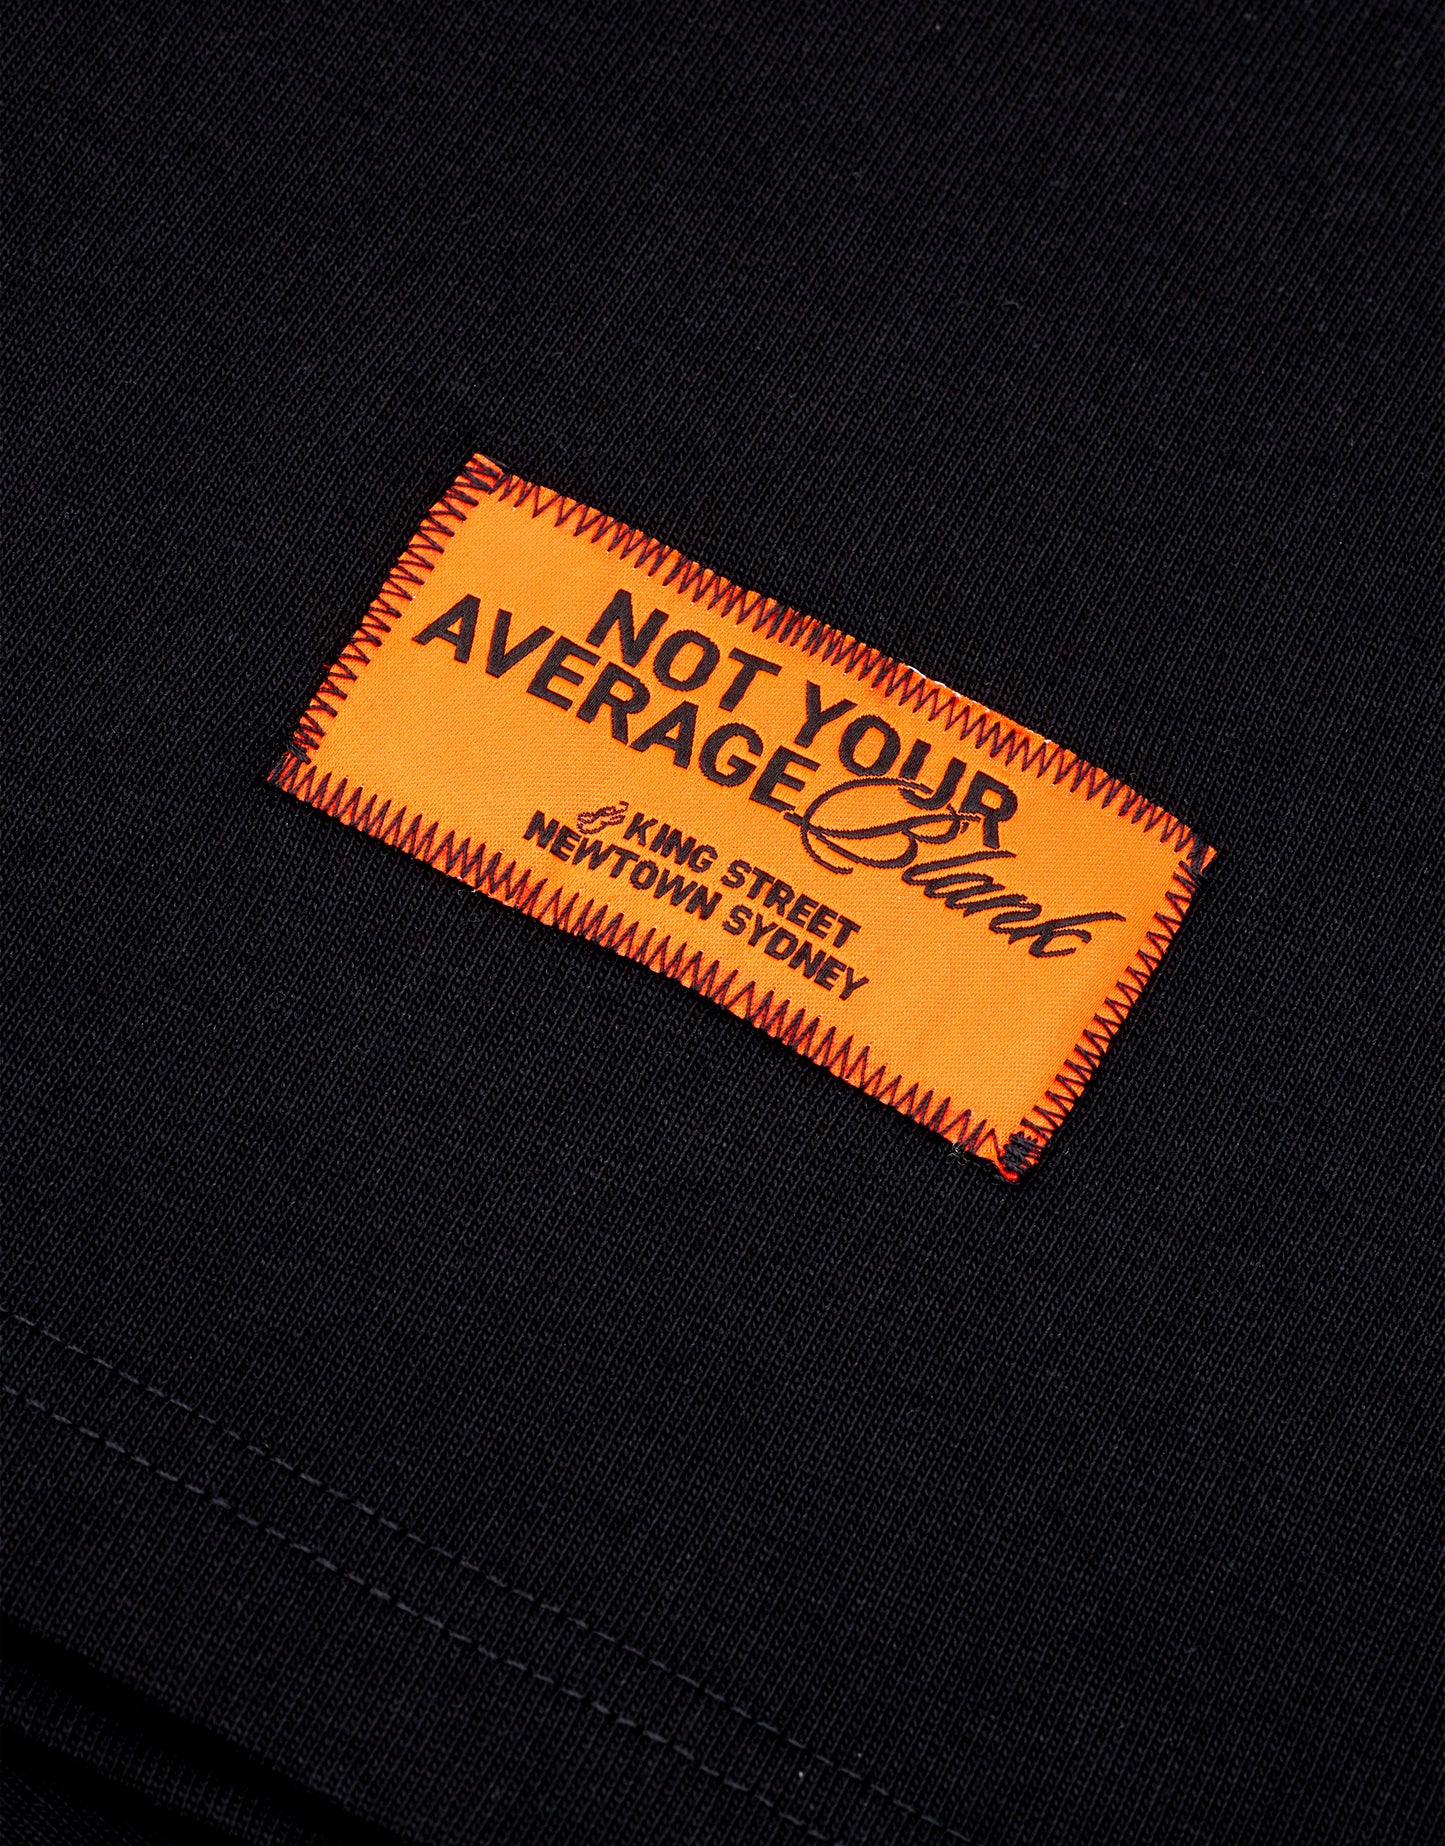 NOT YOUR
AVERAGE Blank
KING STREET
NEWTOWN SYDNEY